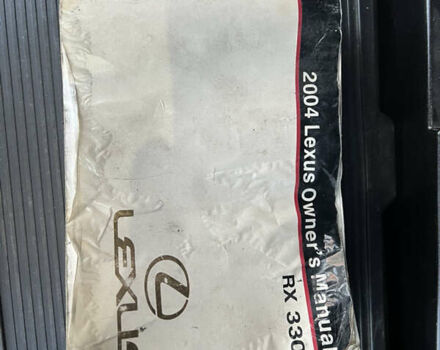 2004 Lexus Owner's Manual
RX 330
LEXUS